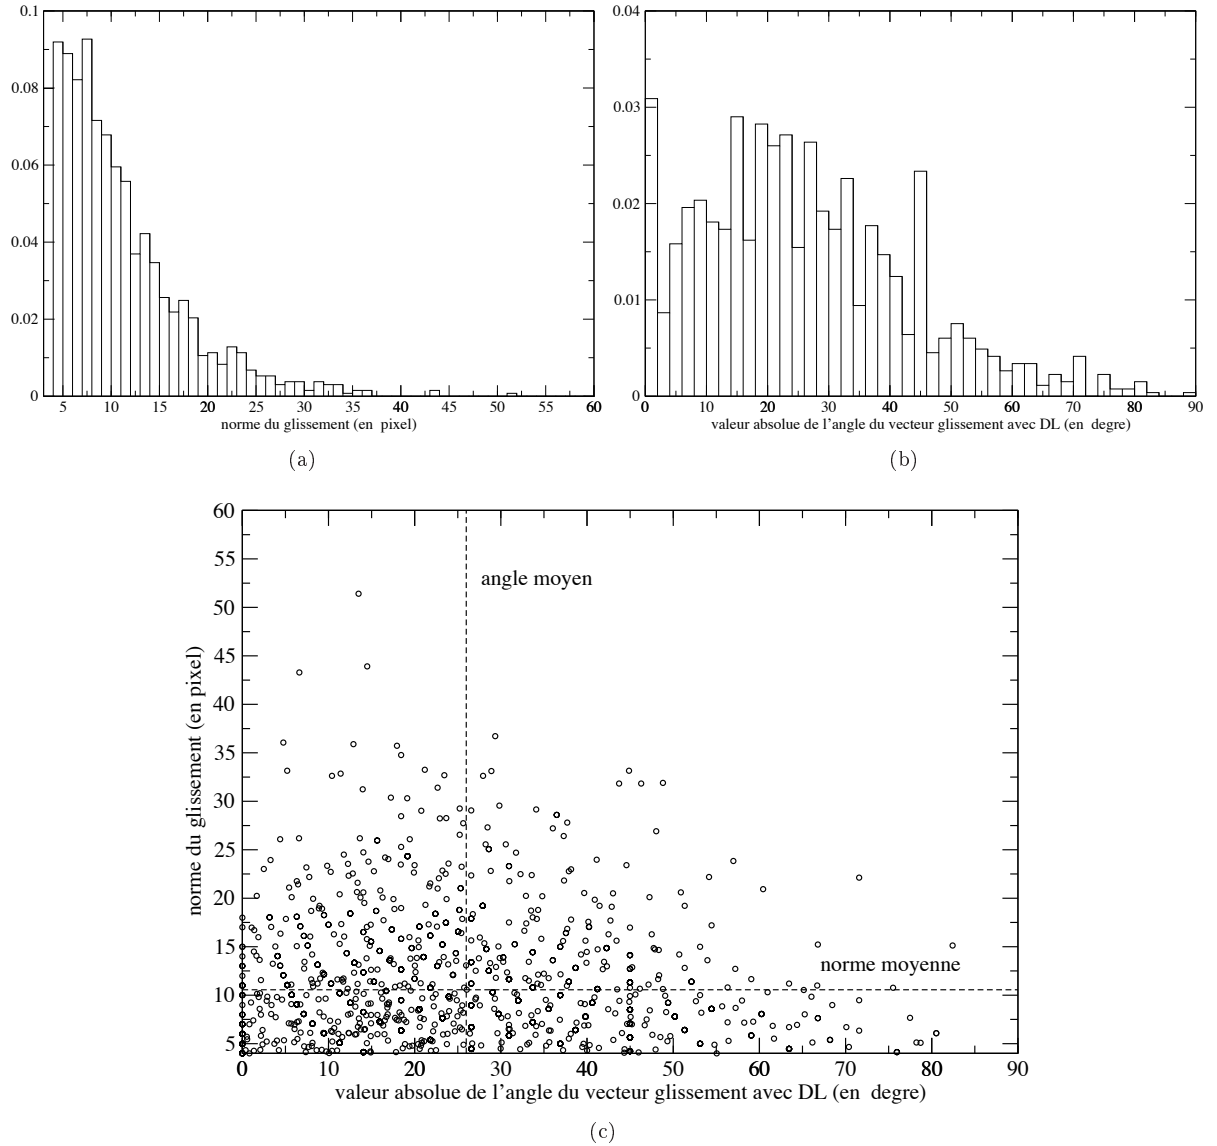 0.1
0.08
0.06
0.04
0.02
0
5 10 15 20 25 30 35 40 45 50 55 60
norme du glissement (en pixel)
(a)
0.04
0.03
0.02
0.01
0
0 10 20 30 40 50 60 70 80 90
valeur absolue de l'angle du vecteur glissement avec DL (en degre)
(b)
60
55
50
45
40
35
30
25
20
15
10
5
norme du glissement (en pixel)
angle moyen
norme moyenne
0 10 20 30 40 50 60 70 80 90
valeur absolue de l'angle du vecteur glissement avec DL (en degre)
(c)